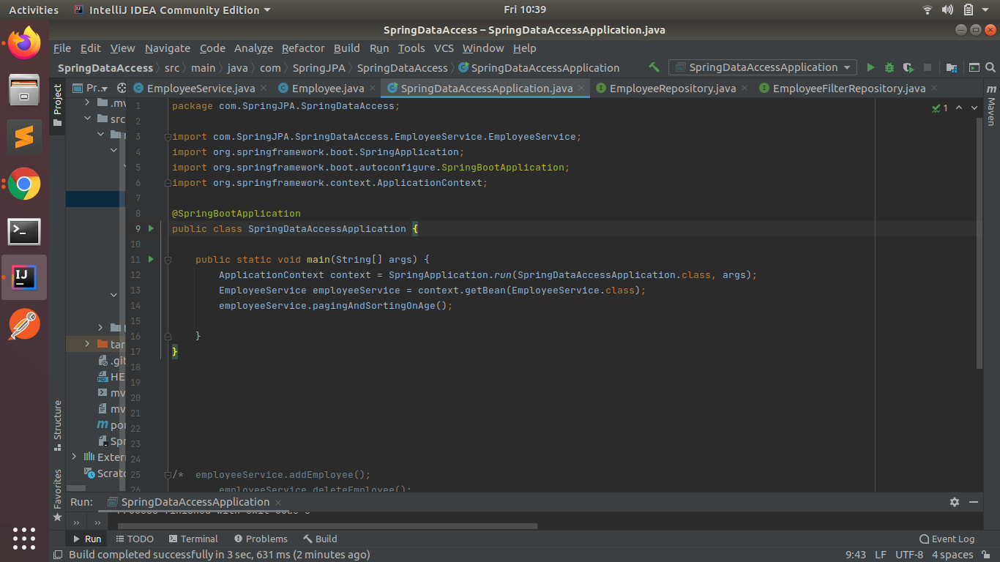 Activities IntelliJ IDEA Community Edition Fri 10:39
SpringDataAccess – SpringDataAccessApplication.java
File Edit View Navigate Code Analyze Refactor Build Run Tools VCS Window Help
SpringDataAccess src main java com SpringJPA SpringDataAccess SpringDataAccessApplication SpringDataAccessApplication
Project Pr... EmployeeService.java Employee.java SpringDataAccessApplication.java EmployeeRepository.java EmployeeFilterRepository.java
Maven
.mv
src
tar
.git
HE
mv
mv
Spr
Exter
Scratc
1 package com.SpringJPA.SpringDataAccess;
2
3 import com.SpringJPA.SpringDataAccess.EmployeeService.EmployeeService;
4 import org.springframework.boot.SpringApplication;
5 import org.springframework.boot.autoconfigure.SpringBootApplication;
6 import org.springframework.context.ApplicationContext;
7
8 @SpringBootApplication
9 public class SpringDataAccessApplication {
10
11 public static void main(String[] args) {
12 ApplicationContext context = SpringApplication.run(SpringDataAccessApplication.class, args);
13 EmployeeService employeeService = context.getBean(EmployeeService.class);
14 employeeService.pagingAndSortingOnAge();
15
16 }
17 }
18
19
20
21
22
23
24
25 /* employeeService.addEmployee();
26 employeeService.deleteEmployee();
1
Structure
Favorites
Run: SpringDataAccessApplication
Process finished with exit code
Run TODO Terminal Problems Build Event Log
Build completed successfully in 3 sec, 631 ms (2 minutes ago) 9:43 LF UTF-8 4 spaces